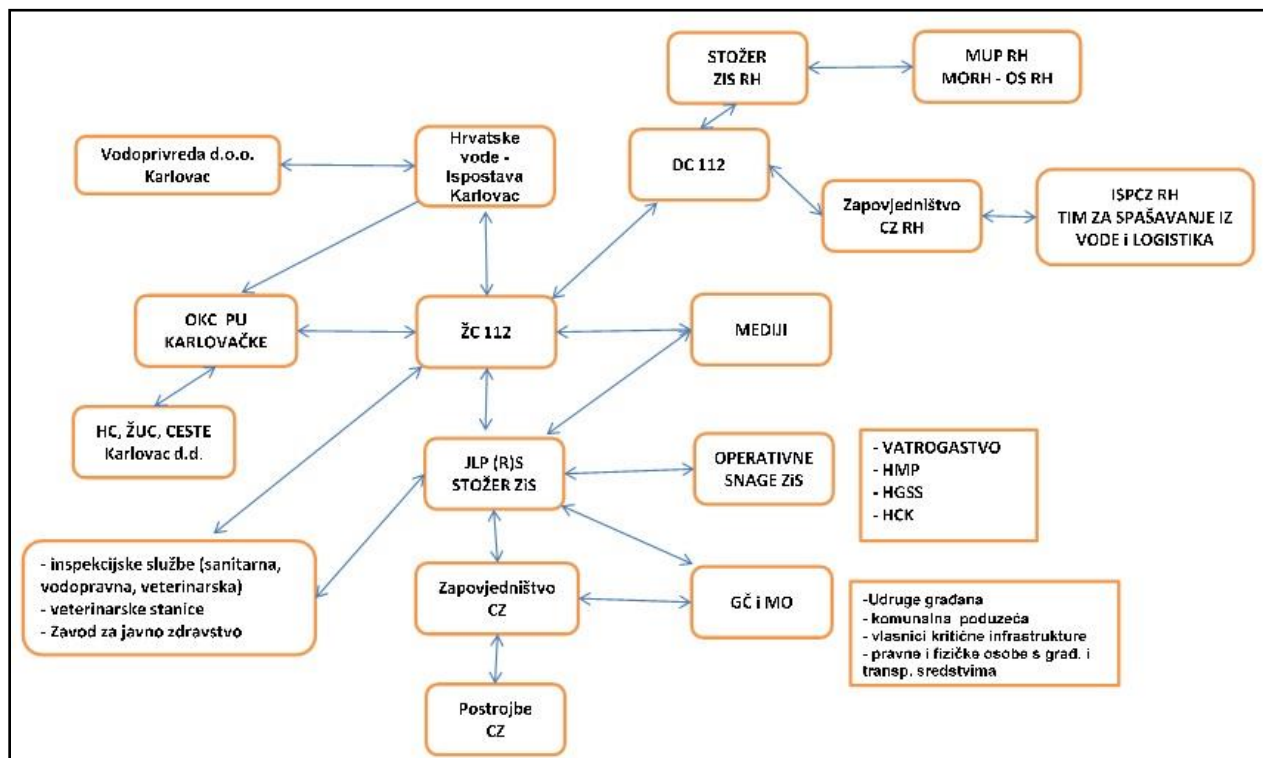 STOŽER
ZIS RH
MUP RH
MORH - OS RH
Vodoprivreda d.o.o.
Karlovac
Hrvatske
vode -
Ispostava
Karlovac
DC 112
Zapovjedništvo
CZ RH
ISPCZ RH
TIM ZA SPAŠAVANJE IZ
VODE i LOGISTIKA
OKC PU
KARLOVAČKE
ŽC 112
MEDIJI
HC, ŽUC, CESTE
Karlovac d.d.
JLP (R)S
STOŽER ZiS
OPERATIVNE
SNAGE ZiS
- VATROGASTVO
- HMP
- HGSS
- HCK
- inspekcijske službe (sanitarna,
vodopravna, veterinarska)
- veterinarske stanice
- Zavod za javno zdravstvo
Zapovjedništvo
CZ
GČ i MO
-Udruge građana
- komunalna poduzeća
- vlasnici kritične infrastrukture
- pravne i fizičke osobe s građ. i
transp. sredstvima
Postrojbe
CZ